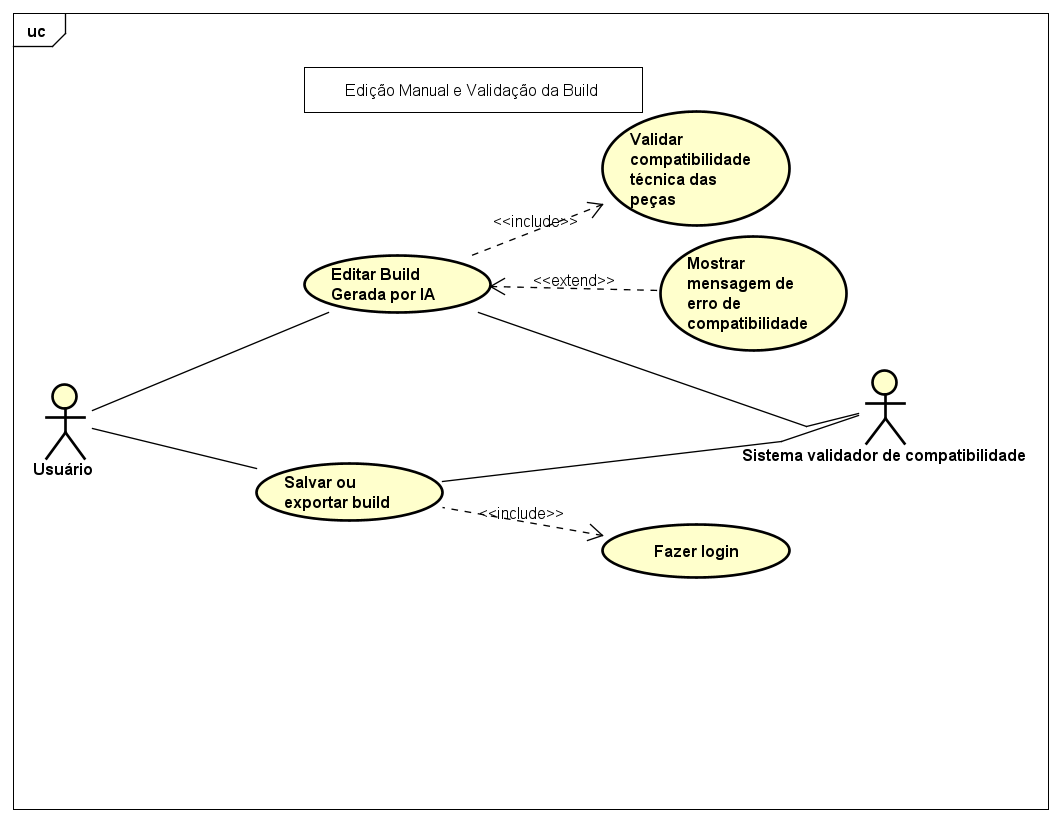 uc
Edição Manual e Validação da Build
Validar
compatibilidade
técnica das
peças
<<include>>
Editar Build
Gerada por IA
<<extend>>
Mostrar
mensagem de
erro de
compatibilidade
Usuário
Sistema validador de compatibilidade
Salvar ou
exportar build
<<include>>
Fazer login